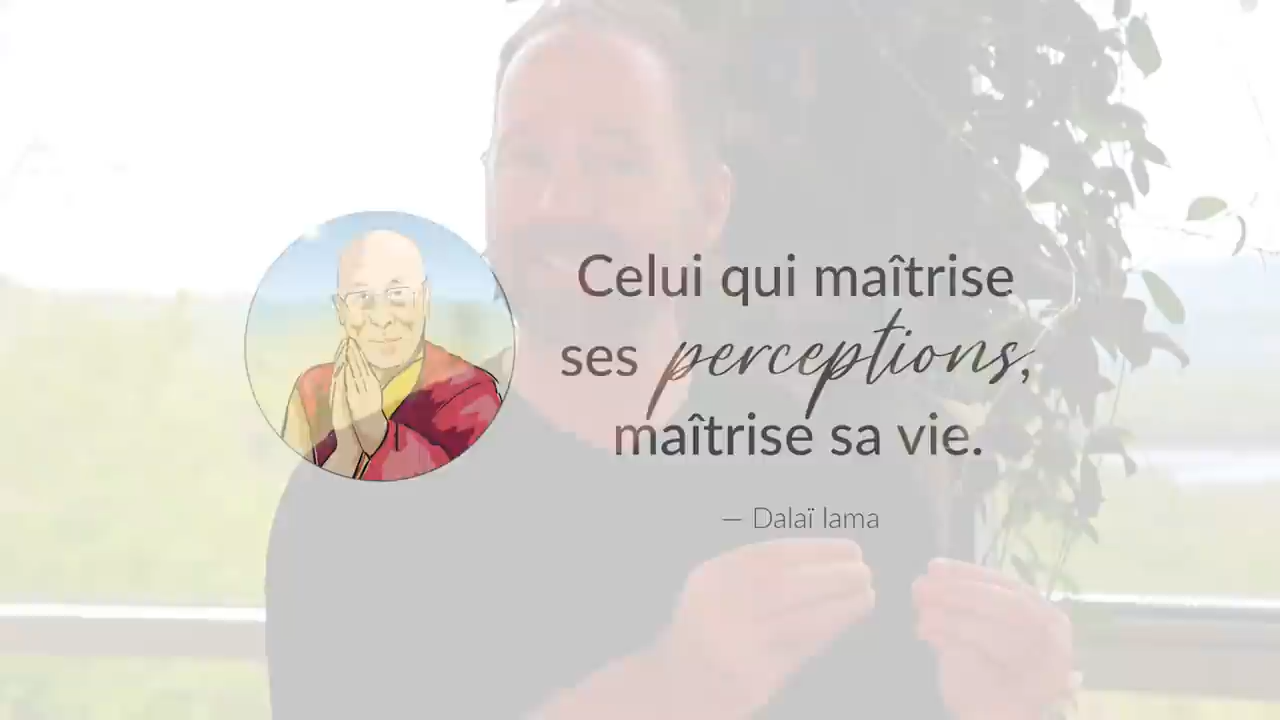 Celui qui maîtrise
ses perceptions,
maîtrise sa vie.
— Dalaï lama